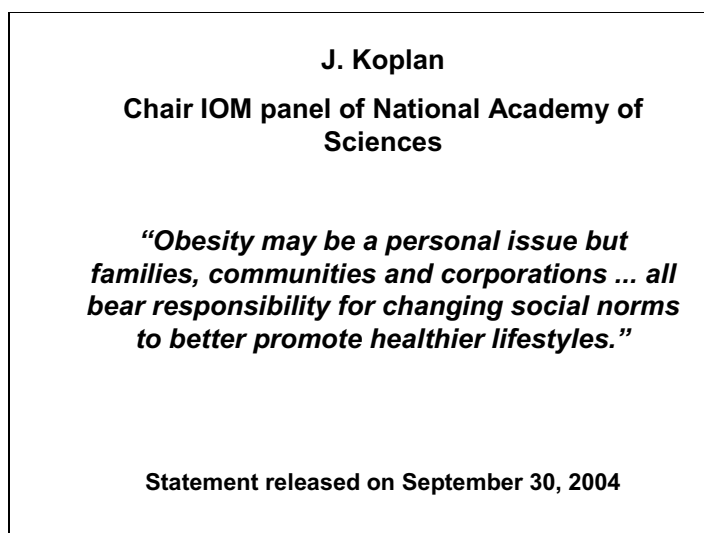 J. Koplan
Chair IOM panel of National Academy of
Sciences
“Obesity may be a personal issue but
families, communities and corporations ... all
bear responsibility for changing social norms
to better promote healthier lifestyles.”
Statement released on September 30, 2004